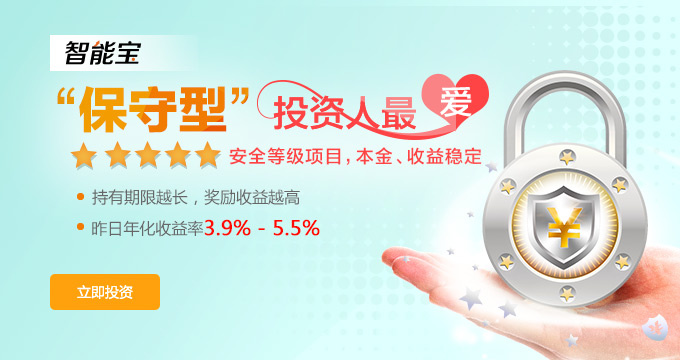 智能宝
“保守型” 投资人最爱
★★★★★ 安全等级项目，本金、收益稳定
• 持有期限越长，奖励收益越高
• 昨日年化收益率3.9% - 5.5%
立即投资
¥